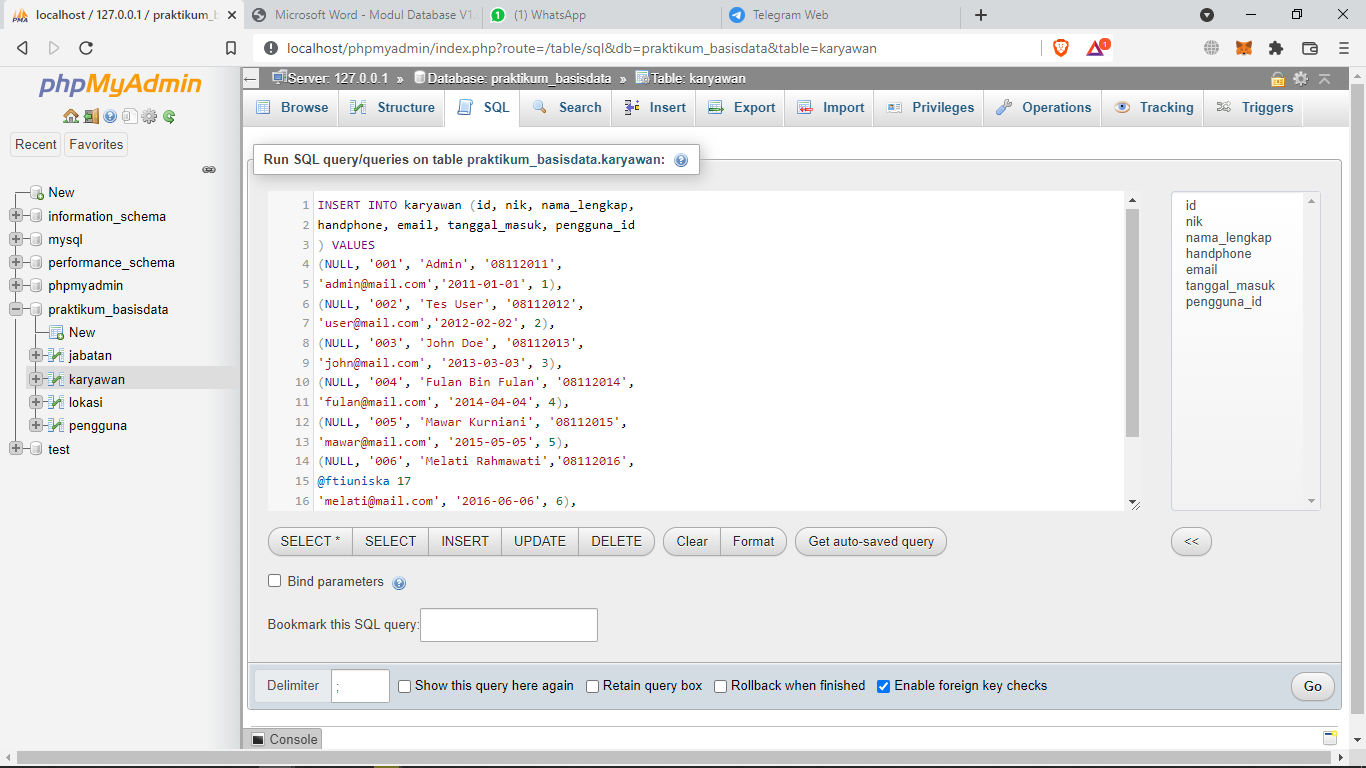 localhost / 127.0.0.1 / praktikum_b
Microsoft Word - Modul Database V1.
(1) WhatsApp
Telegram Web
localhost/phpmyadmin/index.php?route=/table/sql&db=praktikum_basisdata&table=karyawan
1
phpMyAdmin
Recent
Favorites
New
information_schema
mysql
performance_schema
phpmyadmin
praktikum_basisdata
New
jabatan
karyawan
lokasi
pengguna
test
Server: 127.0.0.1 » Database: praktikum_basisdata » Table: karyawan
Browse
Structure
SQL
Search
Insert
Export
Import
Privileges
Operations
Tracking
Triggers
Run SQL query/queries on table praktikum_basisdata.karyawan:
1 INSERT INTO karyawan (id, nik, nama_lengkap,
2 handphone, email, tanggal_masuk, pengguna_id
3 ) VALUES
4 (NULL, '001', 'Admin', '08112011',
5 'admin@mail.com','2011-01-01', 1),
6 (NULL, '002', 'Tes User', '08112012',
7 'user@mail.com','2012-02-02', 2),
8 (NULL, '003', 'John Doe', '08112013',
9 'john@mail.com', '2013-03-03', 3),
10 (NULL, '004', 'Fulan Bin Fulan', '08112014',
11 'fulan@mail.com', '2014-04-04', 4),
12 (NULL, '005', 'Mawar Kurniani', '08112015',
13 'mawar@mail.com', '2015-05-05', 5),
14 (NULL, '006', 'Melati Rahmawati','08112016',
15 @ftiuniska 17
16 'melati@mail.com', '2016-06-06', 6),
id
nik
nama_lengkap
handphone
email
tanggal_masuk
pengguna_id
SELECT *
SELECT
INSERT
UPDATE
DELETE
Clear
Format
Get auto-saved query
<<
Bind parameters
Bookmark this SQL query:
Delimiter
;
Show this query here again
Retain query box
Rollback when finished
Enable foreign key checks
Go
Console